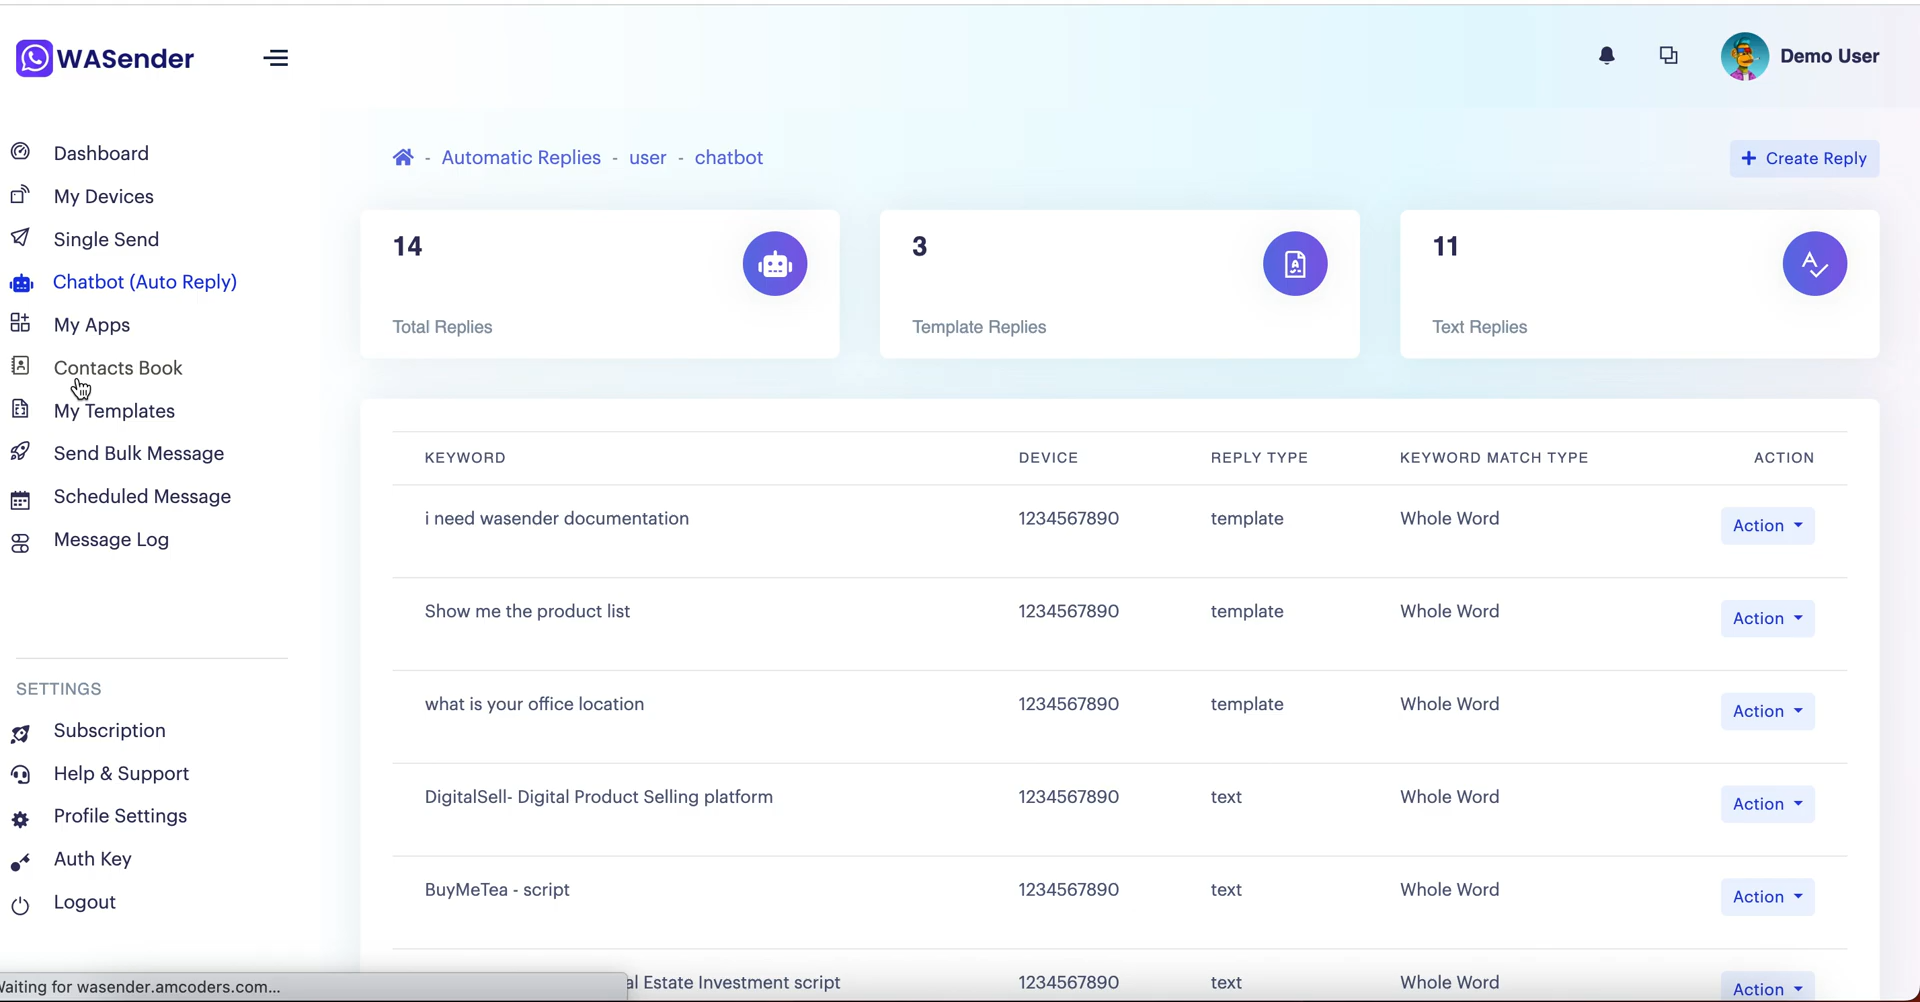 WASender
Demo User
Dashboard
My Devices
Single Send
Chatbot (Auto Reply)
My Apps
Contacts Book
My Templates
Send Bulk Message
Scheduled Message
Message Log
SETTINGS
Subscription
Help & Support
Profile Settings
Auth Key
Logout
- Automatic Replies - user - chatbot
+ Create Reply
14
Total Replies
3
Template Replies
11
Text Replies
KEYWORD DEVICE REPLY TYPE KEYWORD MATCH TYPE ACTION
i need wasender documentation 1234567890 template Whole Word Action
Show me the product list 1234567890 template Whole Word Action
what is your office location 1234567890 template Whole Word Action
DigitalSell- Digital Product Selling platform 1234567890 text Whole Word Action
BuyMeTea - script 1234567890 text Whole Word Action
Estate Investment script 1234567890 text Whole Word Action
for wasender.amcoders.com...